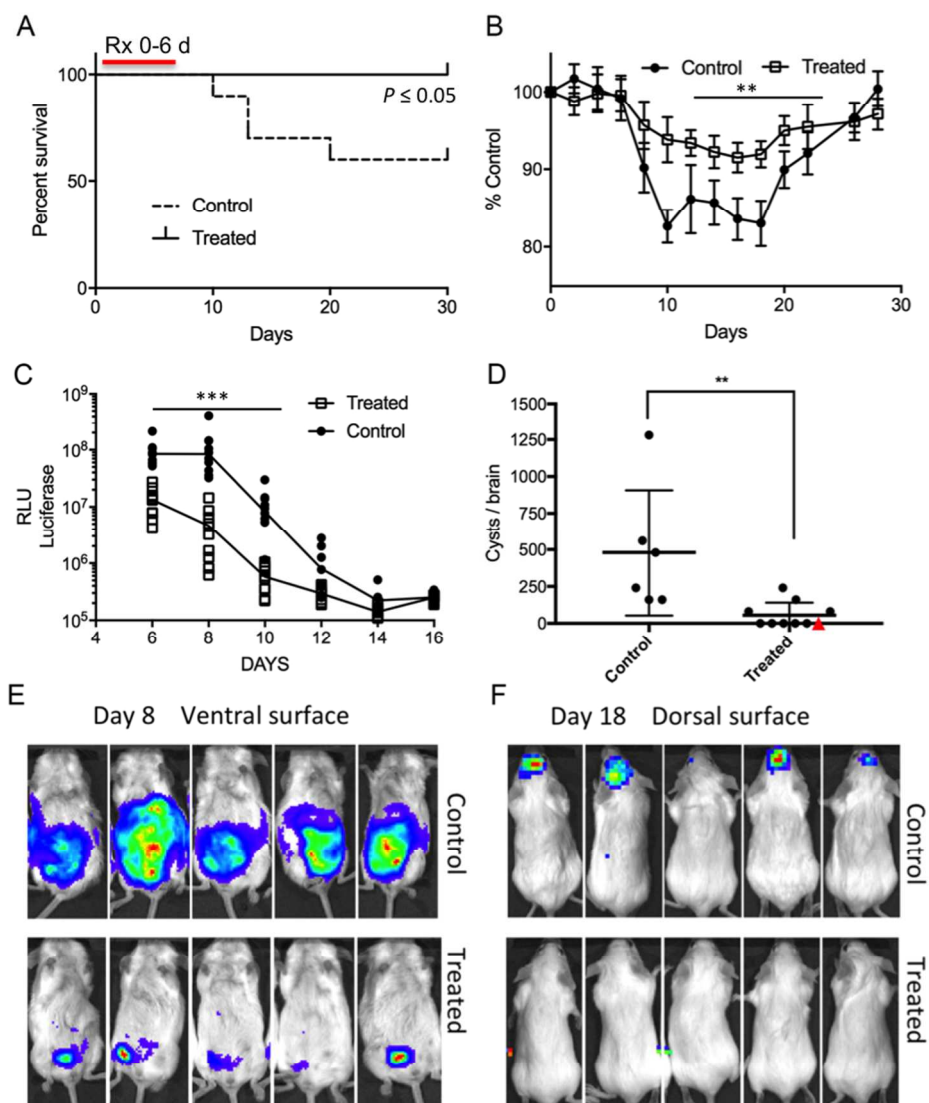 A
Rx 0-6 d
100
50
0
Percent survival
P ≤ 0.05
Control
Treated
0
10
20
30
Days
B
Control
Treated
**
100
90
80
% Control
0
10
20
30
Days
C
***
Treated
Control
10⁹
10⁸
10⁷
10⁶
10⁵
RLU
Luciferase
4
6
8
10
12
14
16
DAYS
D
**
1500
1250
1000
750
500
250
0
Cysts / brain
Control
Treated
E
Day 8 Ventral surface
Control
Treated
F
Day 18 Dorsal surface
Control
Treated